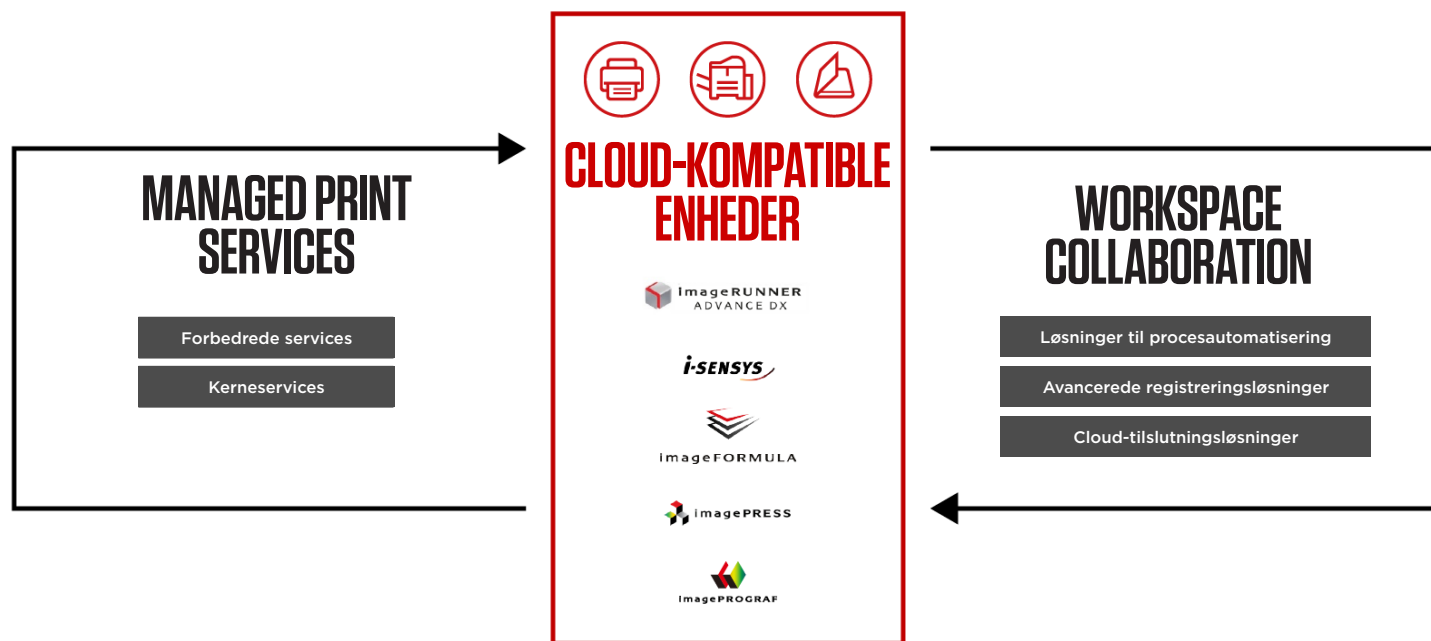 MANAGED PRINT
SERVICES
Forbedrede services
Kerneservices
CLOUD-KOMPATIBLE
ENHEDER
imageRUNNER
ADVANCE DX
i-SENSYS
imageFORMULA
imagePRESS
imagePROGRAF
WORKSPACE
COLLABORATION
Løsninger til procesautomatisering
Avancerede registreringsløsninger
Cloud-tilslutningsløsninger